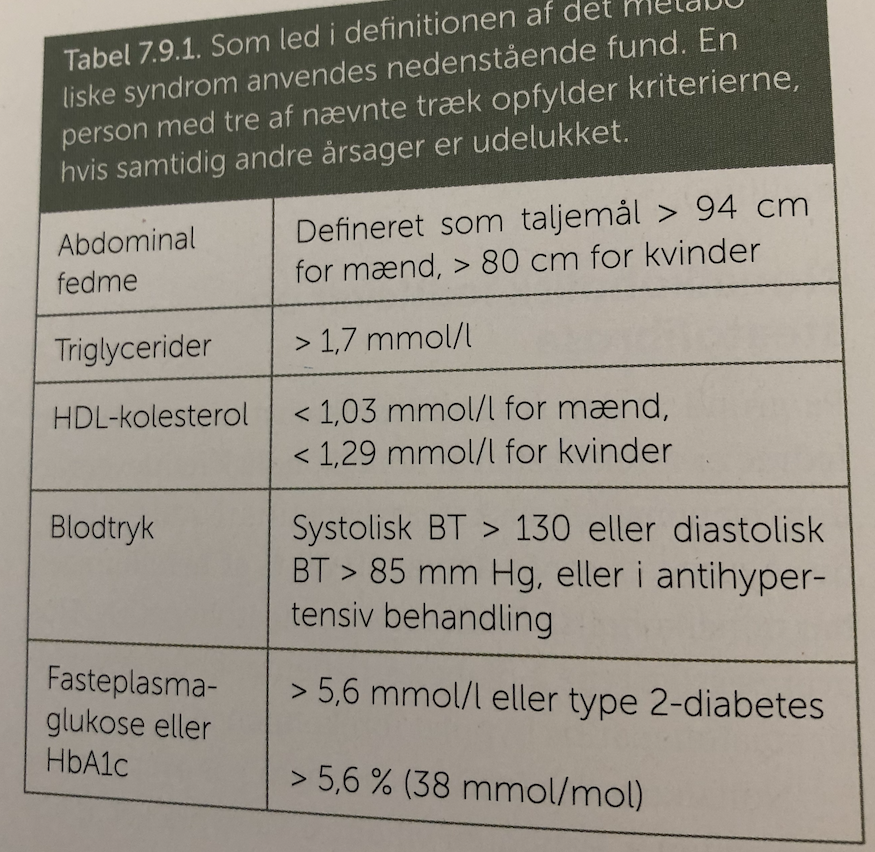 Tabel 7.9.1. Som led i definitionen af det metabo
liske syndrom anvendes nedenstående fund. En
person med tre af nævnte træk opfylder kriterierne,
hvis samtidig andre årsager er udelukket.
Abdominal
fedme
Defineret som taljemål > 94 cm
for mænd, > 80 cm for kvinder
Triglycerider
> 1,7 mmol/l
HDL-kolesterol
< 1,03 mmol/l for mænd,
< 1,29 mmol/l for kvinder
Blodtryk
Systolisk BT > 130 eller diastolisk
BT > 85 mm Hg, eller i antihyper-
tensiv behandling
Fasteplasma-
glukose eller
HbA1c
> 5,6 mmol/l eller type 2-diabetes
> 5,6 % (38 mmol/mol)